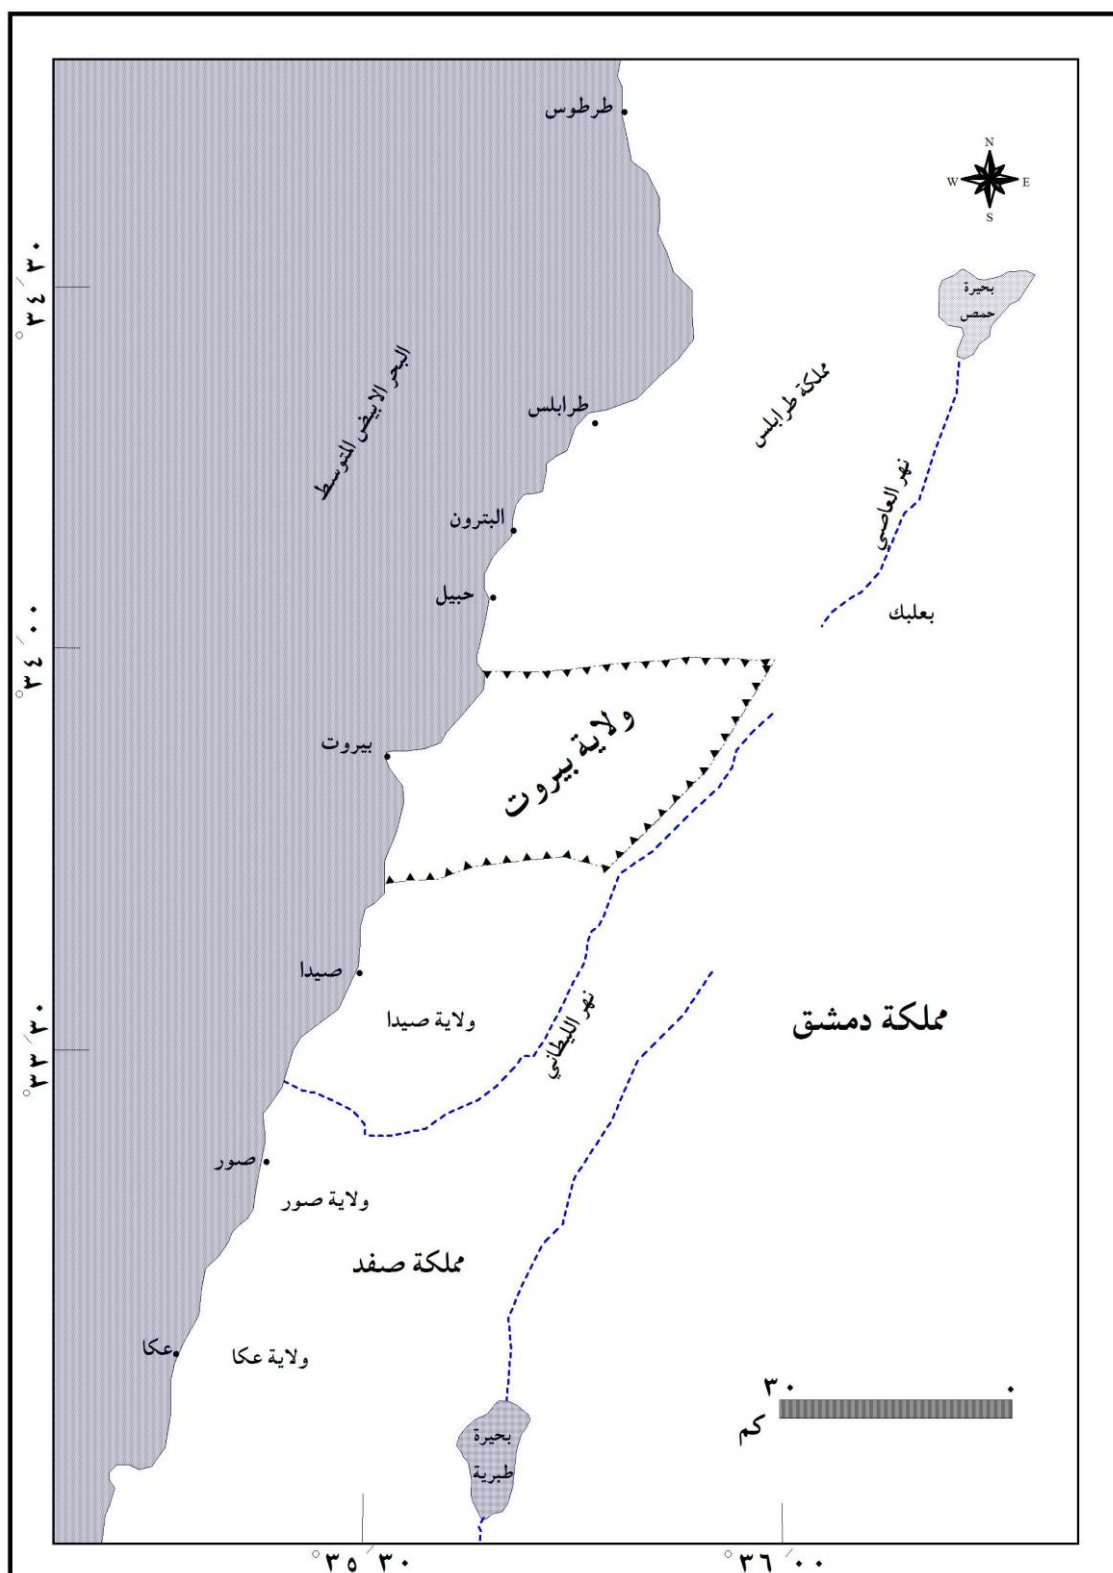 طرطوس
N
W
E
S
٣٤/٣٠°
بحيرة
حمص
البحر الابيض المتوسط
مملكة طرابلس
طرابلس
نهر العاصي
البترون
حبيل
بعلبك
٣٤/٠٠°
ولاية بيروت
بيروت
صيدا
ولاية صيدا
نهر الليطاني
مملكة دمشق
٣٣/٣٠°
صور
ولاية صور
مملكة صفد
عكا
ولاية عكا
٣٠
٠
كم
بحيرة
طبرية
°٣٥/٣٠
°٣٦/٠٠